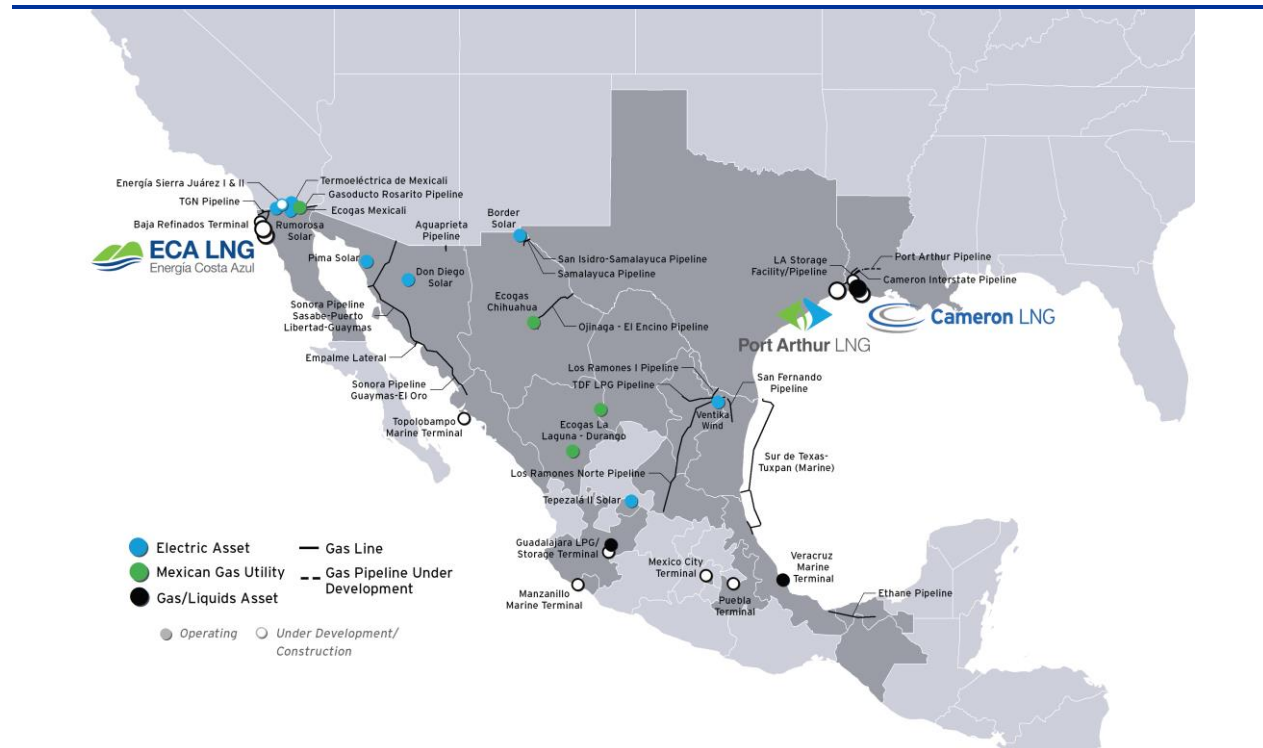 Energía Sierra Juárez I & II
TGN Pipeline
Baja Refinados Terminal
ECA LNG
Energía Costa Azul
Termoeléctrica de Mexicali
Gasoducto Rosarito Pipeline
Ecogas Mexicali
Rumorosa
Solar
Pima Solar
Aguaprieta
Pipeline
Don Diego
Solar
Border
Solar
San Isidro-Samalayuca Pipeline
Samalayuca Pipeline
Sonora Pipeline
Sasabe-Puerto
Libertad-Guaymas
Ecogas
Chihuahua
Ojinaga - El Encino Pipeline
Empalme Lateral
Sonora Pipeline
Guaymas-El Oro
Topolobampo
Marine Terminal
LA Storage
Facility/Pipeline
Port Arthur Pipeline
Cameron Interstate Pipeline
Port Arthur LNG
Cameron LNG
Los Ramones I Pipeline
TDF LPG Pipeline
San Fernando
Pipeline
Ventika
Wind
Ecogas La
Laguna - Durango
Los Ramones Norte Pipeline
Sur de Texas-
Tuxpan (Marine)
Tepezalá II Solar
Guadalajara LPG/
Storage Terminal
Manzanillo
Marine Terminal
Mexico City
Terminal
Puebla
Terminal
Veracruz
Marine
Terminal
Ethane Pipeline
Electric Asset
Mexican Gas Utility
Gas/Liquids Asset
Gas Line
Gas Pipeline Under
Development
Operating
Under Development/
Construction